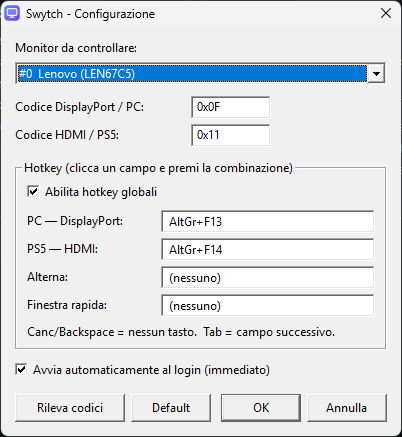 Swytch - Configurazione
Monitor da controllare:
#0 Lenovo (LEN67C5)
Codice DisplayPort / PC: 0x0F
Codice HDMI / PS5: 0x11
Hotkey (clicca un campo e premi la combinazione)
Abilita hotkey globali
PC — DisplayPort: AltGr+F13
PS5 — HDMI: AltGr+F14
Alterna: (nessuno)
Finestra rapida: (nessuno)
Canc/Backspace = nessun tasto. Tab = campo successivo.
Avvia automaticamente al login (immediato)
Rileva codici Default OK Annulla